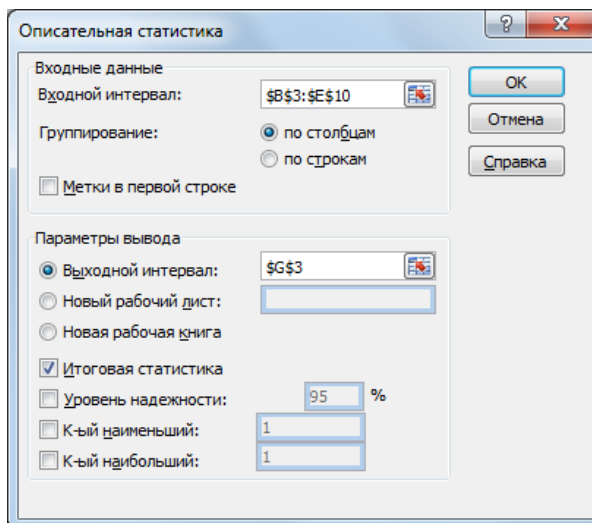 Описательная статистика
Входные данные
Входной интервал: $B$3:$E$10
Группирование: по столбцам
по строкам
Метки в первой строке
OK
Отмена
Справка
Параметры вывода
Выходной интервал: $G$3
Новый рабочий лист:
Новая рабочая книга
Итоговая статистика
Уровень надежности: 95 %
К-ый наименьший: 1
К-ый наибольший: 1